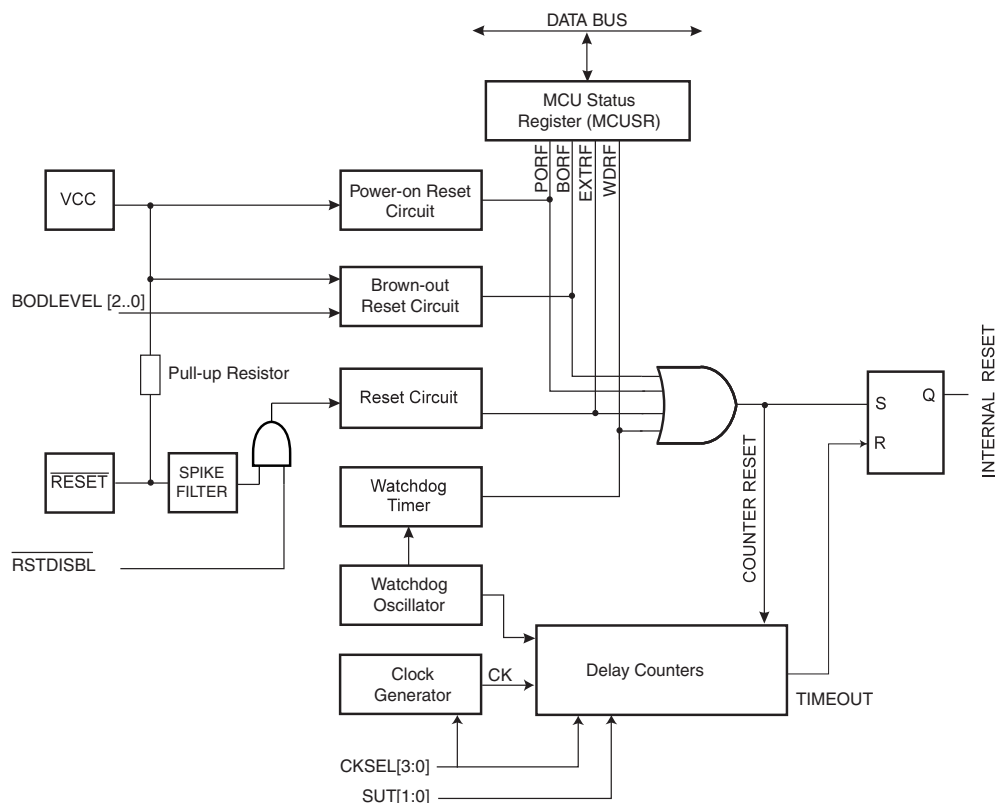 DATA BUS
MCU Status
Register (MCUSR)
PORF
BORF
EXTRF
WDRF
VCC
Power-on Reset
Circuit
Brown-out
Reset Circuit
BODLEVEL [2..0]
Pull-up Resistor
Reset Circuit
RESET
SPIKE
FILTER
RSTDISBL
Watchdog
Timer
Watchdog
Oscillator
Clock
Generator
CK
Delay Counters
CKSEL[3:0]
SUT[1:0]
COUNTER RESET
TIMEOUT
S
Q
R
INTERNAL RESET